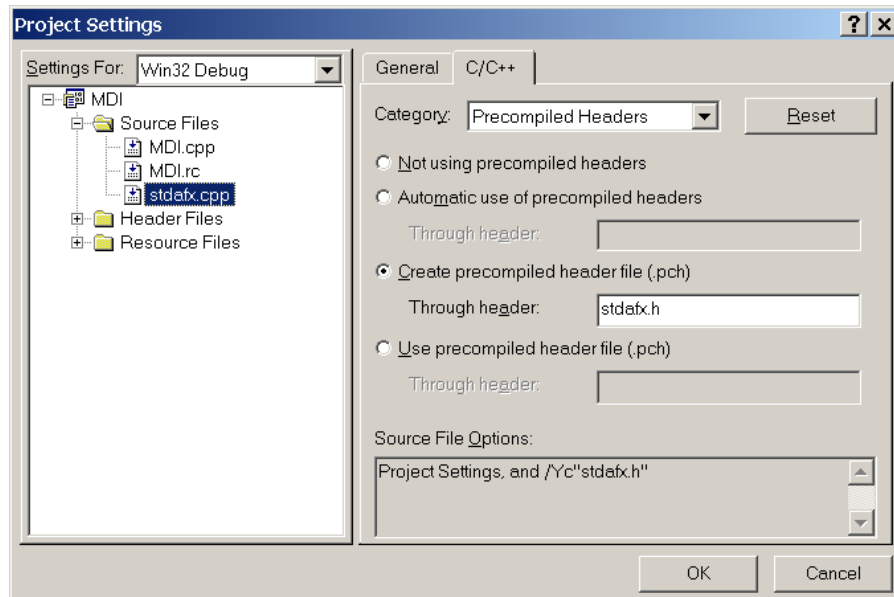 Project Settings
Settings For: Win32 Debug
General C/C++
MDI
Source Files
MDI.cpp
MDI.rc
stdafx.cpp
Header Files
Resource Files
Category: Precompiled Headers Reset
Not using precompiled headers
Automatic use of precompiled headers
Through header:
Create precompiled header file (.pch)
Through header: stdafx.h
Use precompiled header file (.pch)
Through header:
Source File Options:
Project Settings, and /Yc"stdafx.h"
OK Cancel